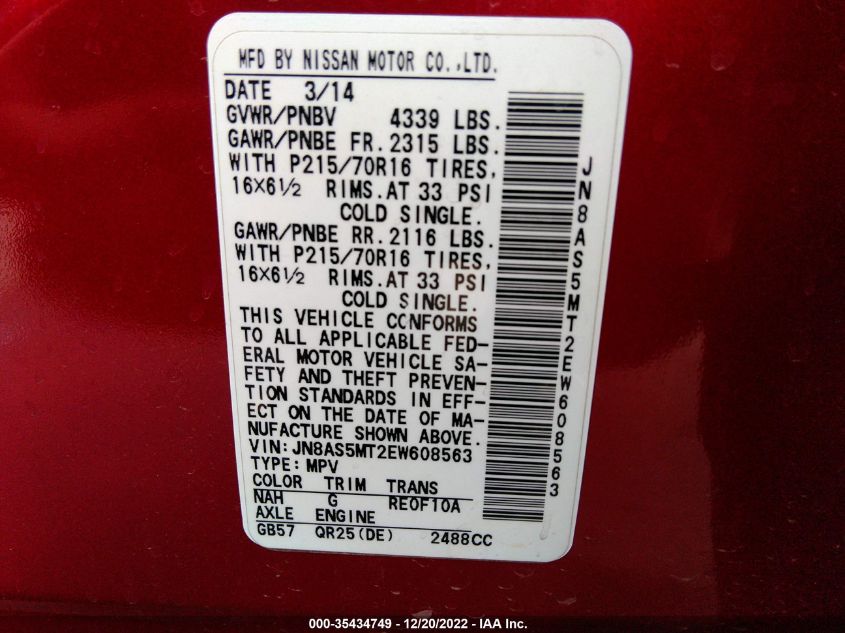 MFD BY NISSAN MOTOR CO.,LTD.
DATE 3/14
GVWR/PNBV 4339 LBS.
GAWR/PNBE FR. 2315 LBS.
WITH P215/70R16 TIRES,
16X6½ RIMS. AT 33 PSI
COLD SINGLE.
GAWR/PNBE RR. 2116 LBS.
WITH P215/70R16 TIRES,
16X6½ RIMS. AT 33 PSI
COLD SINGLE.
THIS VEHICLE CONFORMS
TO ALL APPLICABLE FED-
ERAL MOTOR VEHICLE SA-
FETY AND THEFT PREVEN-
TION STANDARDS IN EFF-
ECT ON THE DATE OF MA-
NUFACTURE SHOWN ABOVE.
VIN:JN8AS5MT2EW608563
TYPE:MPV
COLOR TRIM TRANS
NAH G RE0F10A
AXLE ENGINE
GB57 QR25(DE) 2488CC
JN8AS5MT2EW608563
000-35434749 - 12/20/2022 - IAA Inc.